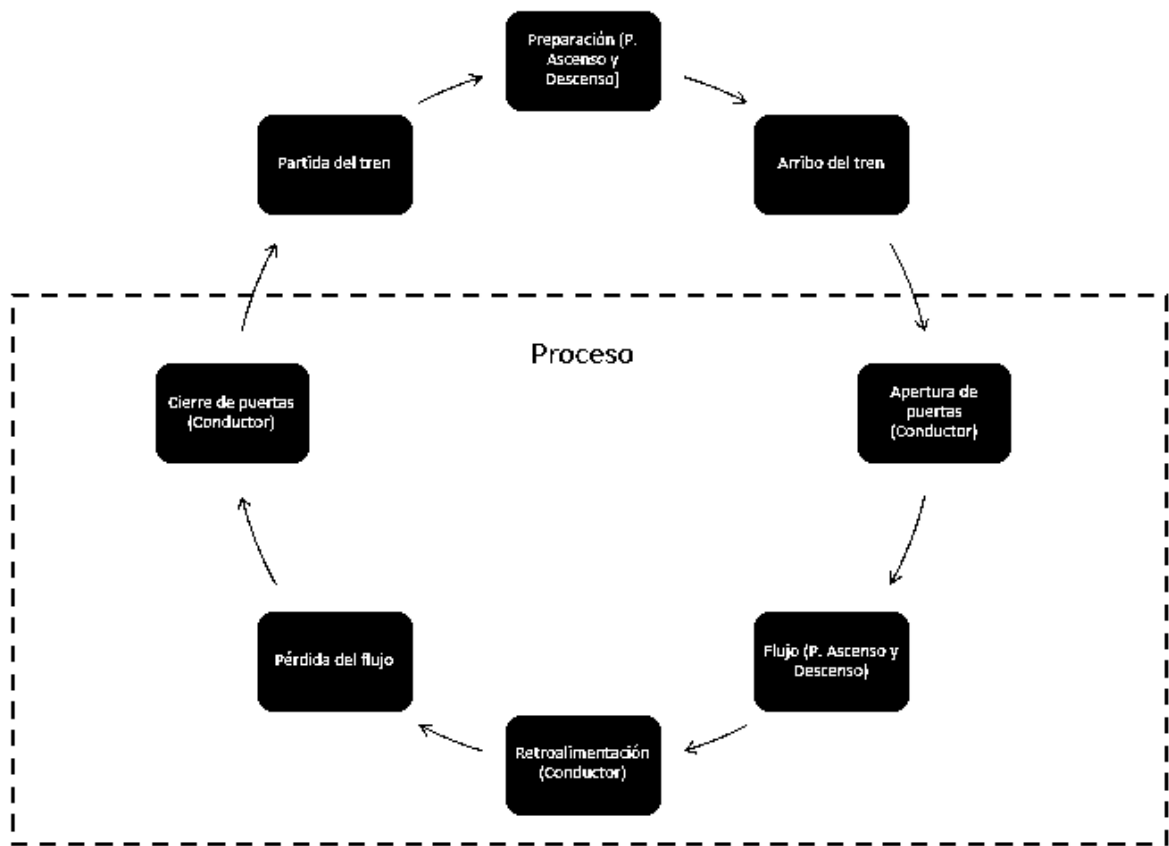 Preparación (P.
Ascenso y
Descenso)
Arribo del tren
Partida del tren
Proceso
Apertura de
puertas
(Conductor)
Cierre de puertas
(Conductor)
Flujo (P. Ascenso y
Descenso)
Pérdida del flujo
Retroalimentación
(Conductor)